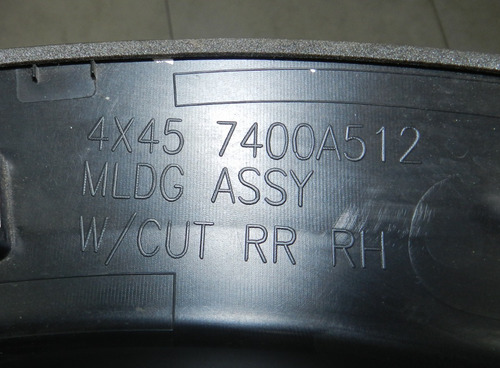 4X45 7400A512
MLDG ASSY
W/CUT RR RH